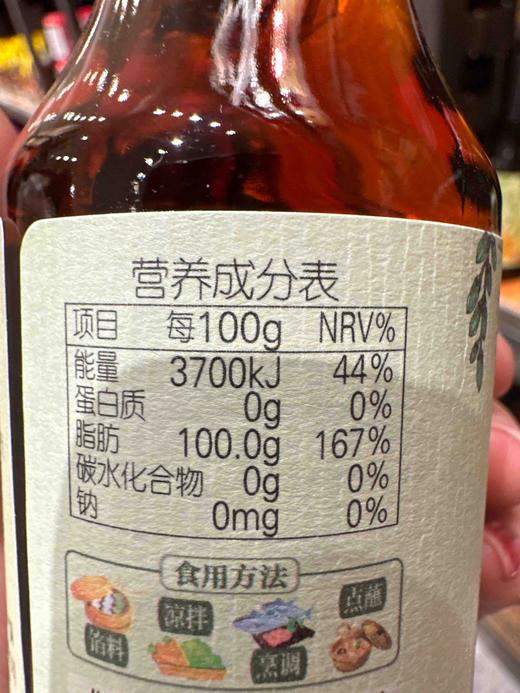 营养成分表
项目 每100g NRV%
能量 3700kJ 44%
蛋白质 0g 0%
脂肪 100.0g 167%
碳水化合物 0g 0%
钠 0mg 0%
食用方法
馅料 凉拌 烹调 点蘸